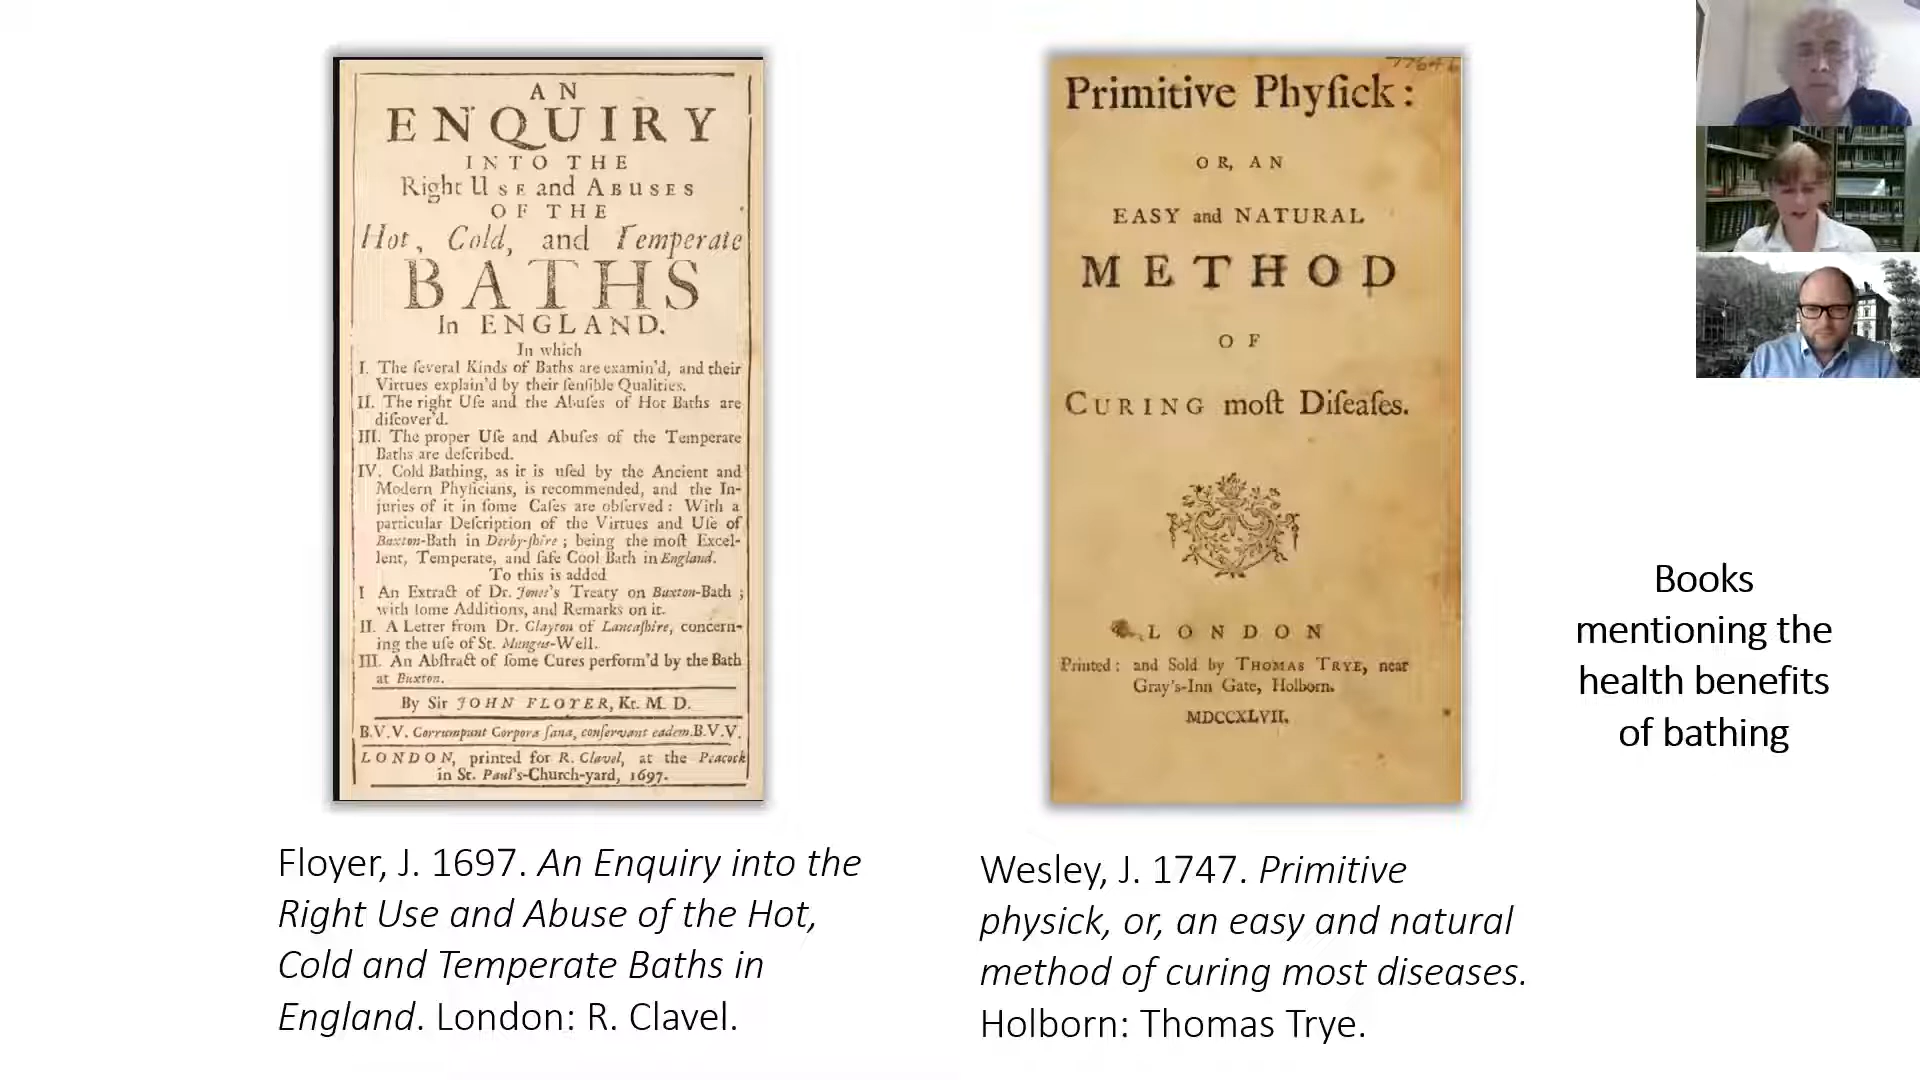 AN
ENQUIRY
INTO THE
Right USE and ABUSES
OF THE
Hot, Cold, and Temperate
BATHS
In ENGLAND.
In which
I. The ſeveral Kinds of Baths are examin'd, and their
Virtues explain'd by their ſenſible Qualities.
II. The right Uſe and the Abuſes of Hot Baths are
diſcover'd.
III. The proper Uſe and Abuſes of the Temperate
Baths are deſcribed.
IV. Cold Bathing, as it is uſed by the Ancient and
Modern Phyſicians, is recommended, and the In-
juries of it in ſome Caſes are obſerved: With a
particular Deſcription of the Virtues and Uſe of
Buxton-Bath in Derby-ſhire; being the moſt Excel-
lent, Temperate, and ſafe Cool Bath in England.
To this is added
I An Extract of Dr. Jones's Treaty on Buxton-Bath;
with ſome Additions, and Remarks on it.
II. A Letter from Dr. Clayton of Lancaſhire, concern-
ing the uſe of St. Mungus-Well.
III. An Abſtract of ſome Cures perform'd by the Bath
at Buxton.
By Sir JOHN FLOYER, Kt. M. D.
B.V.V. Corrumpunt Corpora ſana, conſervant eadem.B.V.V.
LONDON, printed for R. Clavel, at the Peacock
in St. Paul's-Church-yard, 1697.
Floyer, J. 1697. An Enquiry into the
Right Use and Abuse of the Hot,
Cold and Temperate Baths in
England. London: R. Clavel.
Primitive Phyſick:
OR, AN
EASY and NATURAL
METHOD
OF
CURING moſt Diſeaſes.
LONDON
Printed: and Sold by THOMAS TRYE, near
Gray's-Inn Gate, Holborn.
MDCCXLVII.
Wesley, J. 1747. Primitive
physick, or, an easy and natural
method of curing most diseases.
Holborn: Thomas Trye.
Books
mentioning the
health benefits
of bathing